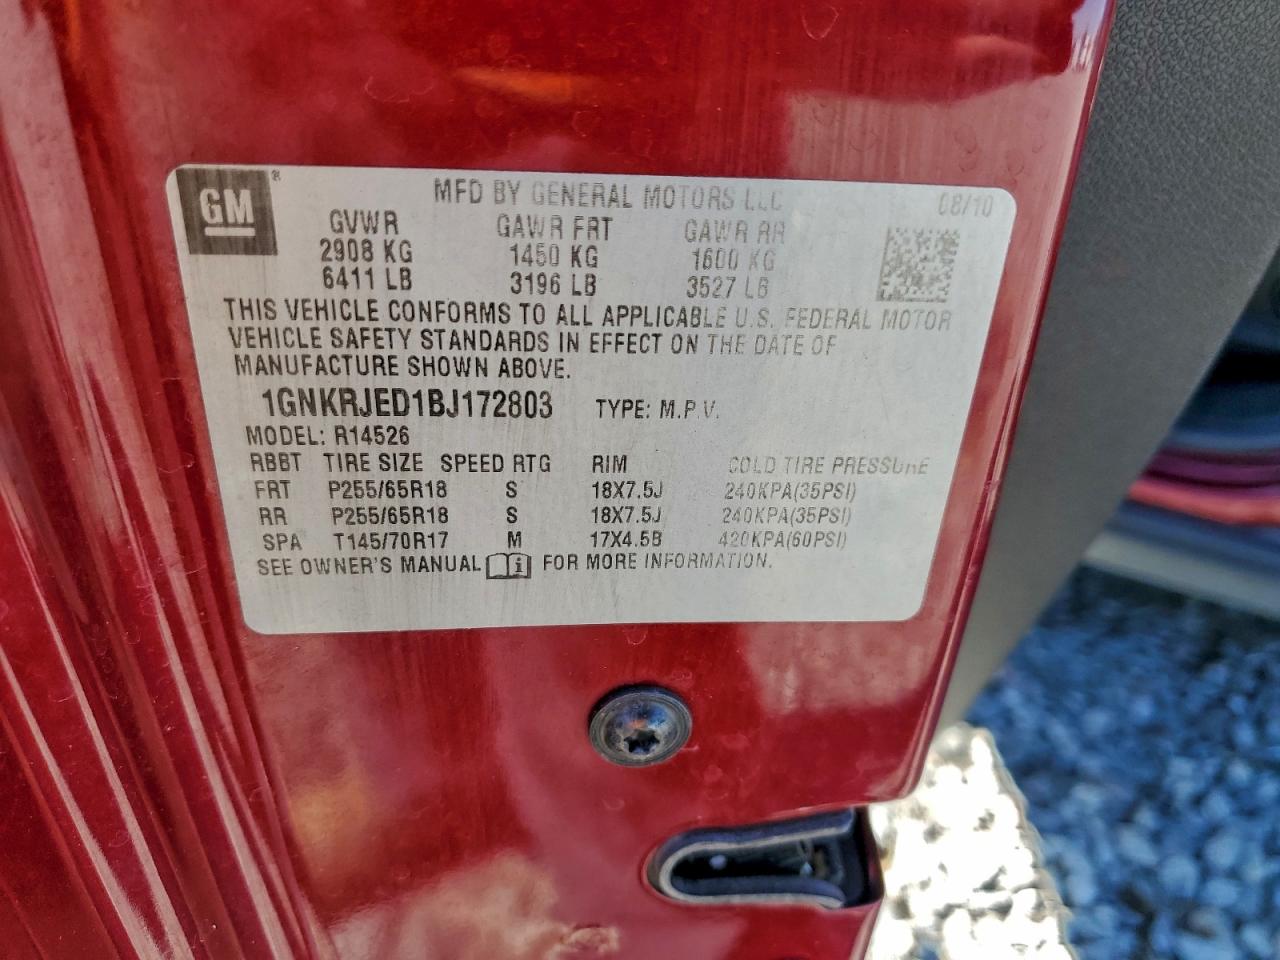 GM ® MFD BY GENERAL MOTORS LLC 08/10
GVWR GAWR FRT GAWR RR
2908 KG 1450 KG 1600 KG
6411 LB 3196 LB 3527 LB
THIS VEHICLE CONFORMS TO ALL APPLICABLE U.S. FEDERAL MOTOR
VEHICLE SAFETY STANDARDS IN EFFECT ON THE DATE OF
MANUFACTURE SHOWN ABOVE.
1GNKRJED1BJ172803 TYPE: M.P.V.
MODEL: R14526
RBBT TIRE SIZE SPEED RTG RIM COLD TIRE PRESSURE
FRT P255/65R18 S 18X7.5J 240KPA(35PSI)
RR P255/65R18 S 18X7.5J 240KPA(35PSI)
SPA T145/70R17 M 17X4.5B 420KPA(60PSI)
SEE OWNER'S MANUAL i FOR MORE INFORMATION.